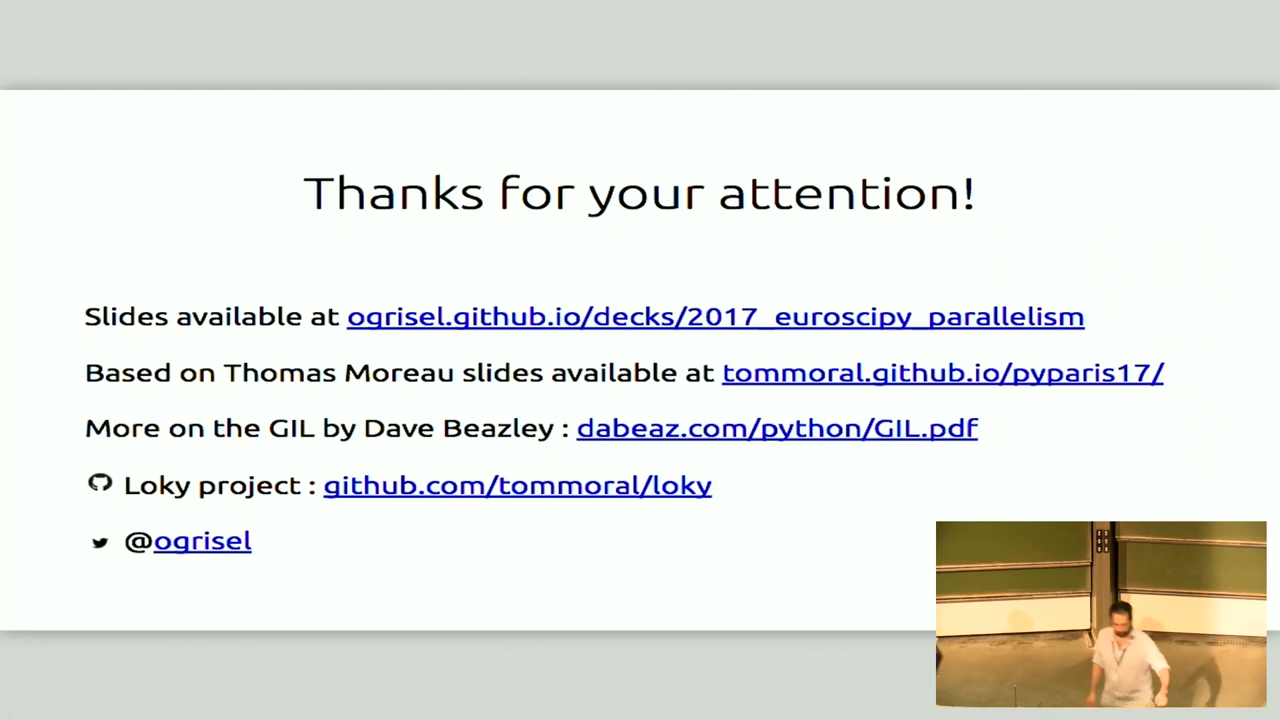 Thanks for your attention!
Slides available at ogrisel.github.io/decks/2017_euroscipy_parallelism
Based on Thomas Moreau slides available at tommoral.github.io/pyparis17/
More on the GIL by Dave Beazley : dabeaz.com/python/GIL.pdf
Loky project : github.com/tommoral/loky
@ogrisel